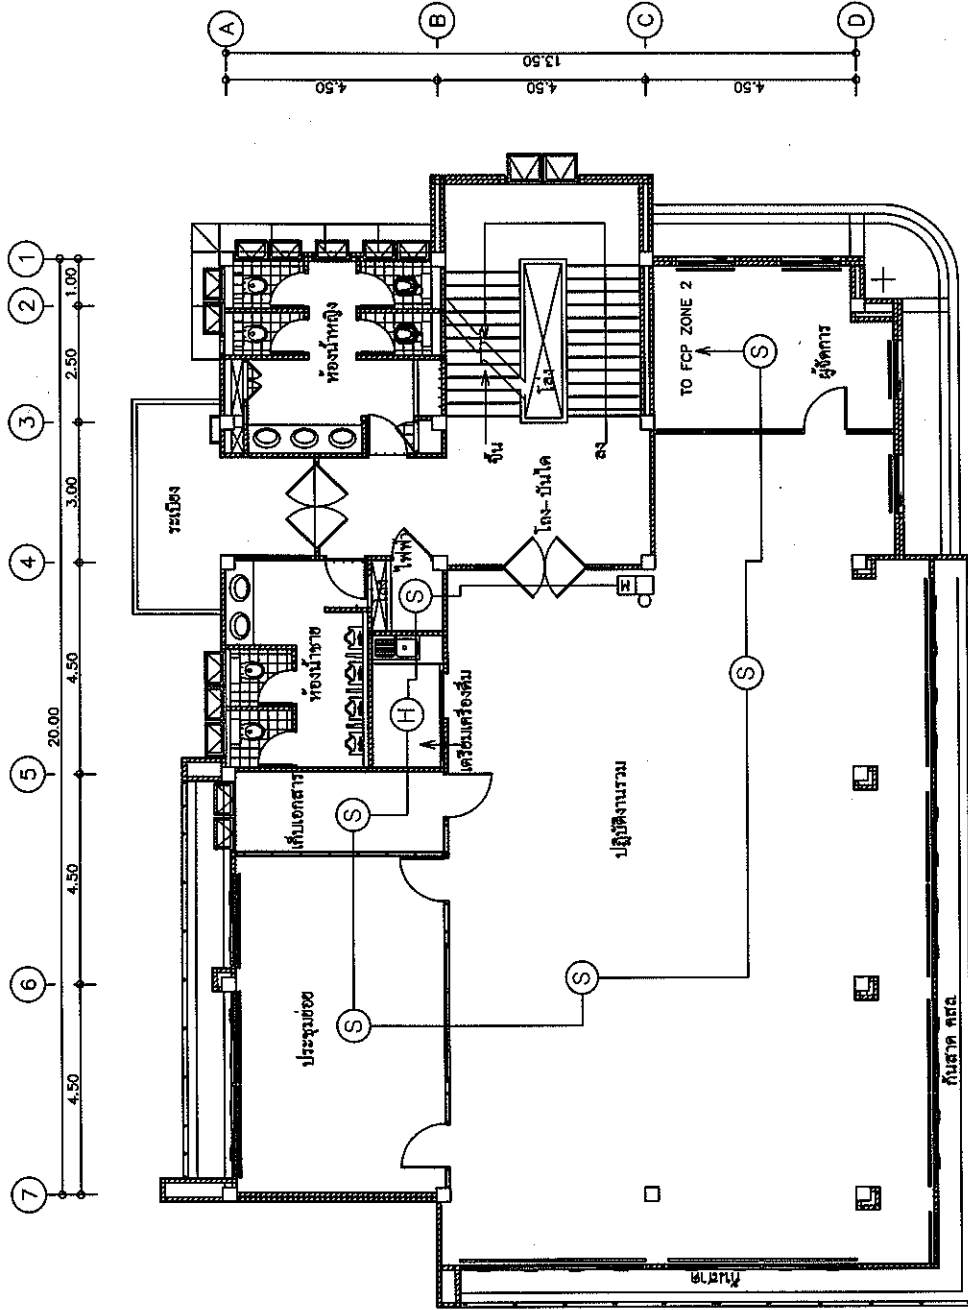 7
6
5
4
3
2
1
20.00
4.50
4.50
4.50
3.00
2.50
1.00
A
B
C
D
13.50
4.50
4.50
4.50
ระเบียง
ห้องน้ำหญิง
ห้องน้ำชาย
ไฟฟ้า
เตรียมเครื่องดื่ม
เก็บเอกสาร
ประชุมย่อย
ปฏิบัติงานรวม
โถง-บันได
ขึ้น
ลง
โล่ง
TO FCP ZONE 2
ผู้จัดการ
S
S
S
S
S
S
H
M
กันสาด คสล.
กันสาด